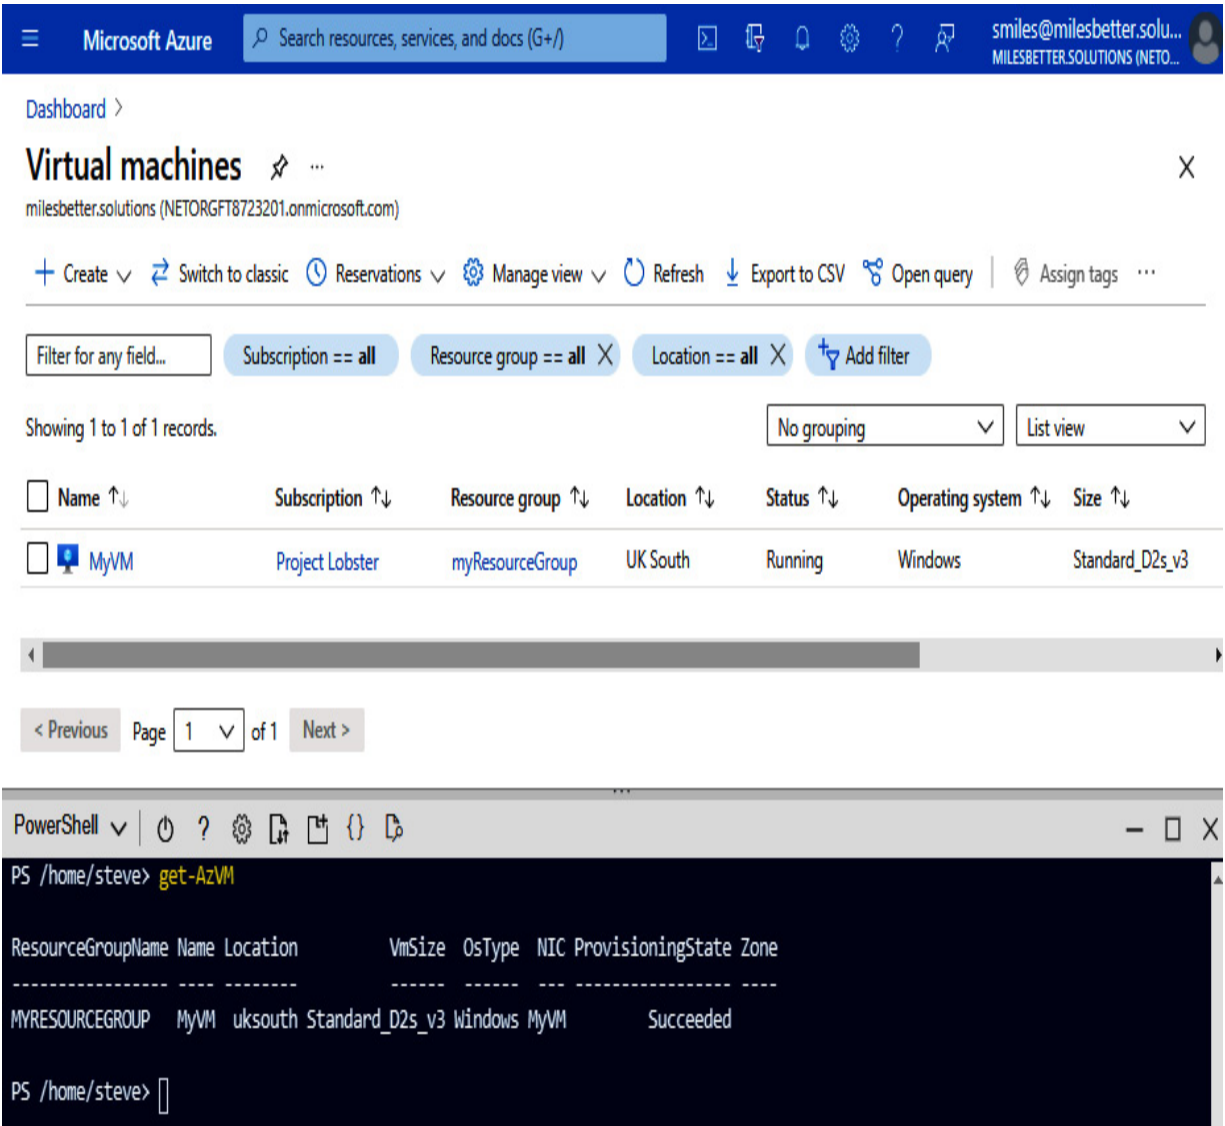 Microsoft Azure
Search resources, services, and docs (G+/)
smiles@milesbetter.solu...
MILESBETTER.SOLUTIONS (NETO...
Dashboard >
Virtual machines ...
milesbetter.solutions (NETORGFT8723201.onmicrosoft.com)
+ Create Switch to classic Reservations Manage view Refresh Export to CSV Open query Assign tags ...
Filter for any field... Subscription == all Resource group == all X Location == all X Add filter
Showing 1 to 1 of 1 records. No grouping List view
Name ↑↓ Subscription ↑↓ Resource group ↑↓ Location ↑↓ Status ↑↓ Operating system ↑↓ Size ↑↓
MyVM Project Lobster myResourceGroup UK South Running Windows Standard_D2s_v3
< Previous Page 1 of 1 Next >
PowerShell ? {}
PS /home/steve> get-AzVM
ResourceGroupName Name Location VmSize OsType NIC ProvisioningState Zone
----------------- ---- -------- ------ ------ --- ----------------- ----
MYRESOURCEGROUP MyVM uksouth Standard_D2s_v3 Windows MyVM Succeeded
PS /home/steve>